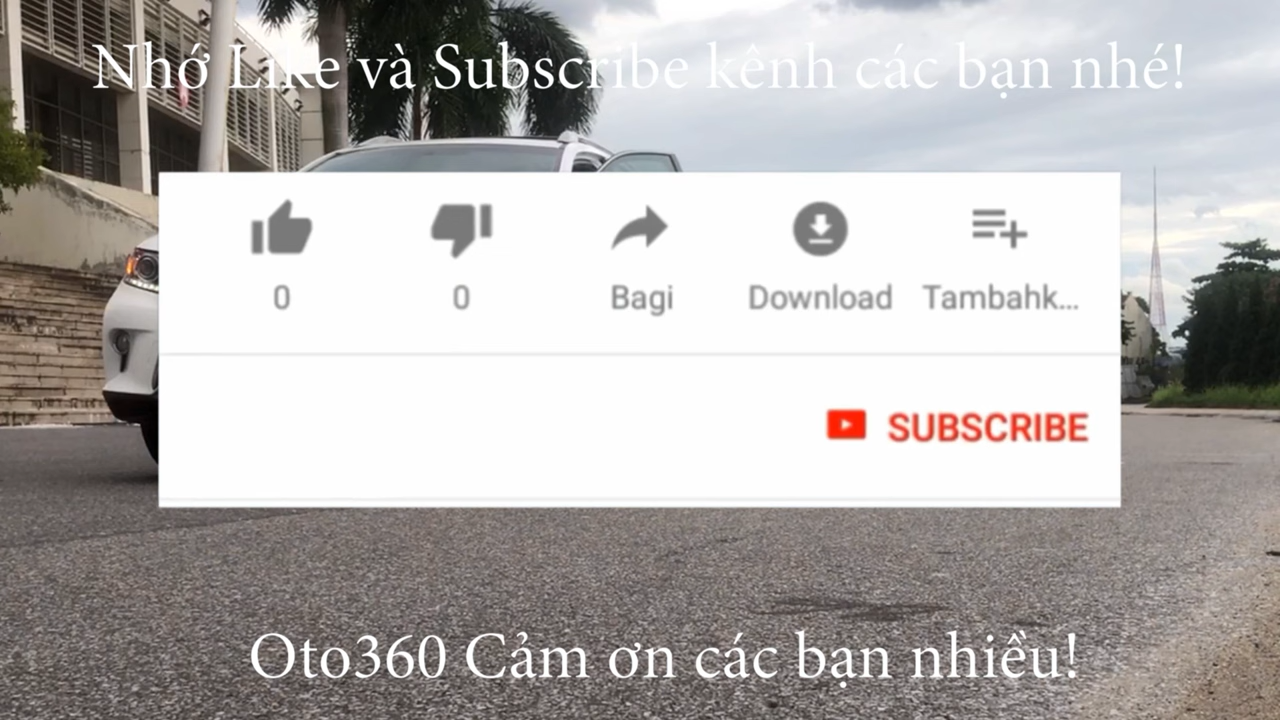 Nhớ Like và Subscribe kênh các bạn nhé!
0 0 Bagi Download Tambahk...
SUBSCRIBE
Oto360 Cảm ơn các bạn nhiều!